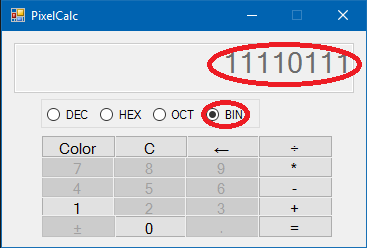 PixelCalc
11110111
DEC HEX OCT BIN
Color C ← ÷
7 8 9 *
4 5 6 -
1 2 3 +
± 0 . =